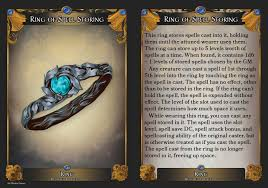 RING OF SPELL STORING
RING
RING OF SPELL STORING
This ring stores spells cast into it, holding
them until the attuned wearer uses them.
The ring can store up to 5 levels worth of
spells at a time. When found, it contains 1d6
- 1 levels of stored spells chosen by the GM.
Any creature can cast a spell of 1st through
5th level into the ring by touching the ring as
the spell is cast. The spell has no effect, other
than to be stored in the ring. If the ring can't
hold the spell, the spell is expended without
effect. The level of the slot used to cast the
spell determines how much space it uses.
While wearing this ring, you can cast any
spell stored in it. The spell uses the slot
level, spell save DC, spell attack bonus, and
spellcasting ability of the original caster, but
is otherwise treated as if you cast the spell.
The spell cast from the ring is no longer
stored in it, freeing up space.
RING